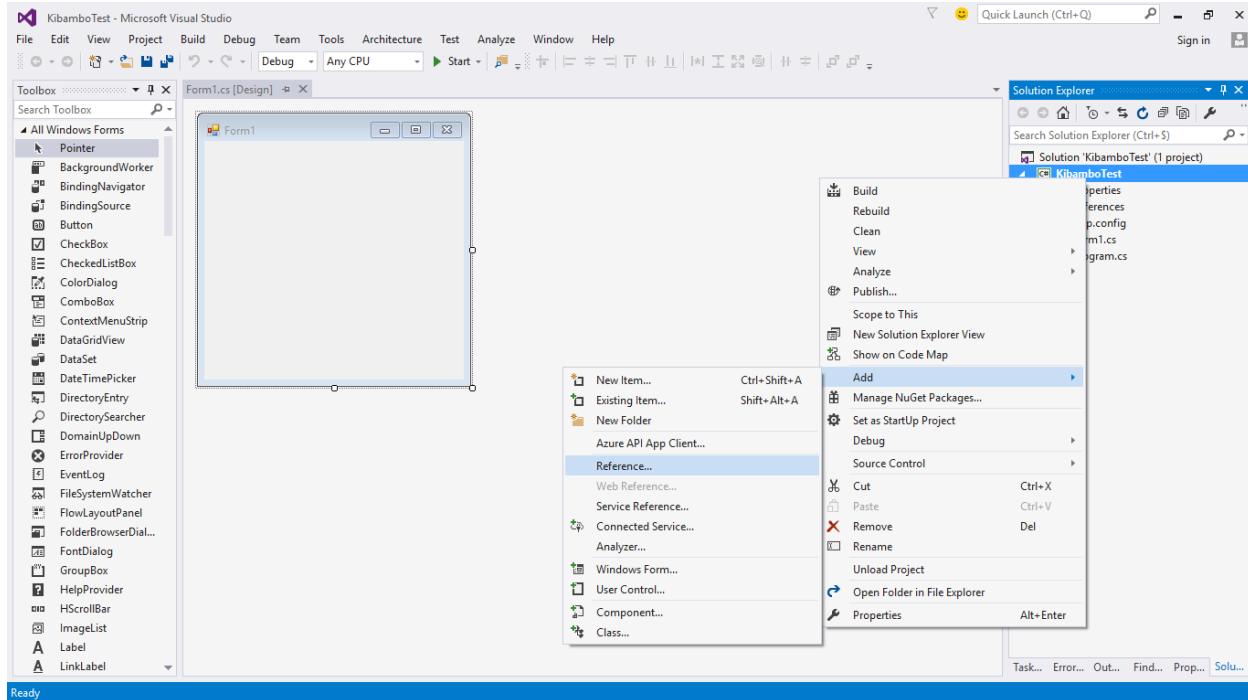 KibamboTest - Microsoft Visual Studio
Quick Launch (Ctrl+Q)
File Edit View Project Build Debug Team Tools Architecture Test Analyze Window Help
Sign in
Debug Any CPU Start
Toolbox
Search Toolbox
All Windows Forms
Pointer
BackgroundWorker
BindingNavigator
BindingSource
Button
CheckBox
CheckedListBox
ColorDialog
ComboBox
ContextMenuStrip
DataGridView
DataSet
DateTimePicker
DirectoryEntry
DirectorySearcher
DomainUpDown
ErrorProvider
EventLog
FileSystemWatcher
FlowLayoutPanel
FolderBrowserDial...
FontDialog
GroupBox
HelpProvider
HScrollBar
ImageList
Label
LinkLabel
Form1.cs [Design]
Form1
New Item... Ctrl+Shift+A
Existing Item... Shift+Alt+A
New Folder
Azure API App Client...
Reference...
Web Reference...
Service Reference...
Connected Service...
Analyzer...
Windows Form...
User Control...
Component...
Class...
Build
Rebuild
Clean
View
Analyze
Publish...
Scope to This
New Solution Explorer View
Show on Code Map
Add
Manage NuGet Packages...
Set as StartUp Project
Debug
Source Control
Cut Ctrl+X
Paste Ctrl+V
Remove Del
Rename
Unload Project
Open Folder in File Explorer
Properties Alt+Enter
Solution Explorer
Search Solution Explorer (Ctrl+$)
Solution 'KibamboTest' (1 project)
C# KibamboTest
perties
ferences
p.config
rm1.cs
gram.cs
Task... Error... Out... Find... Prop... Solu...
Ready